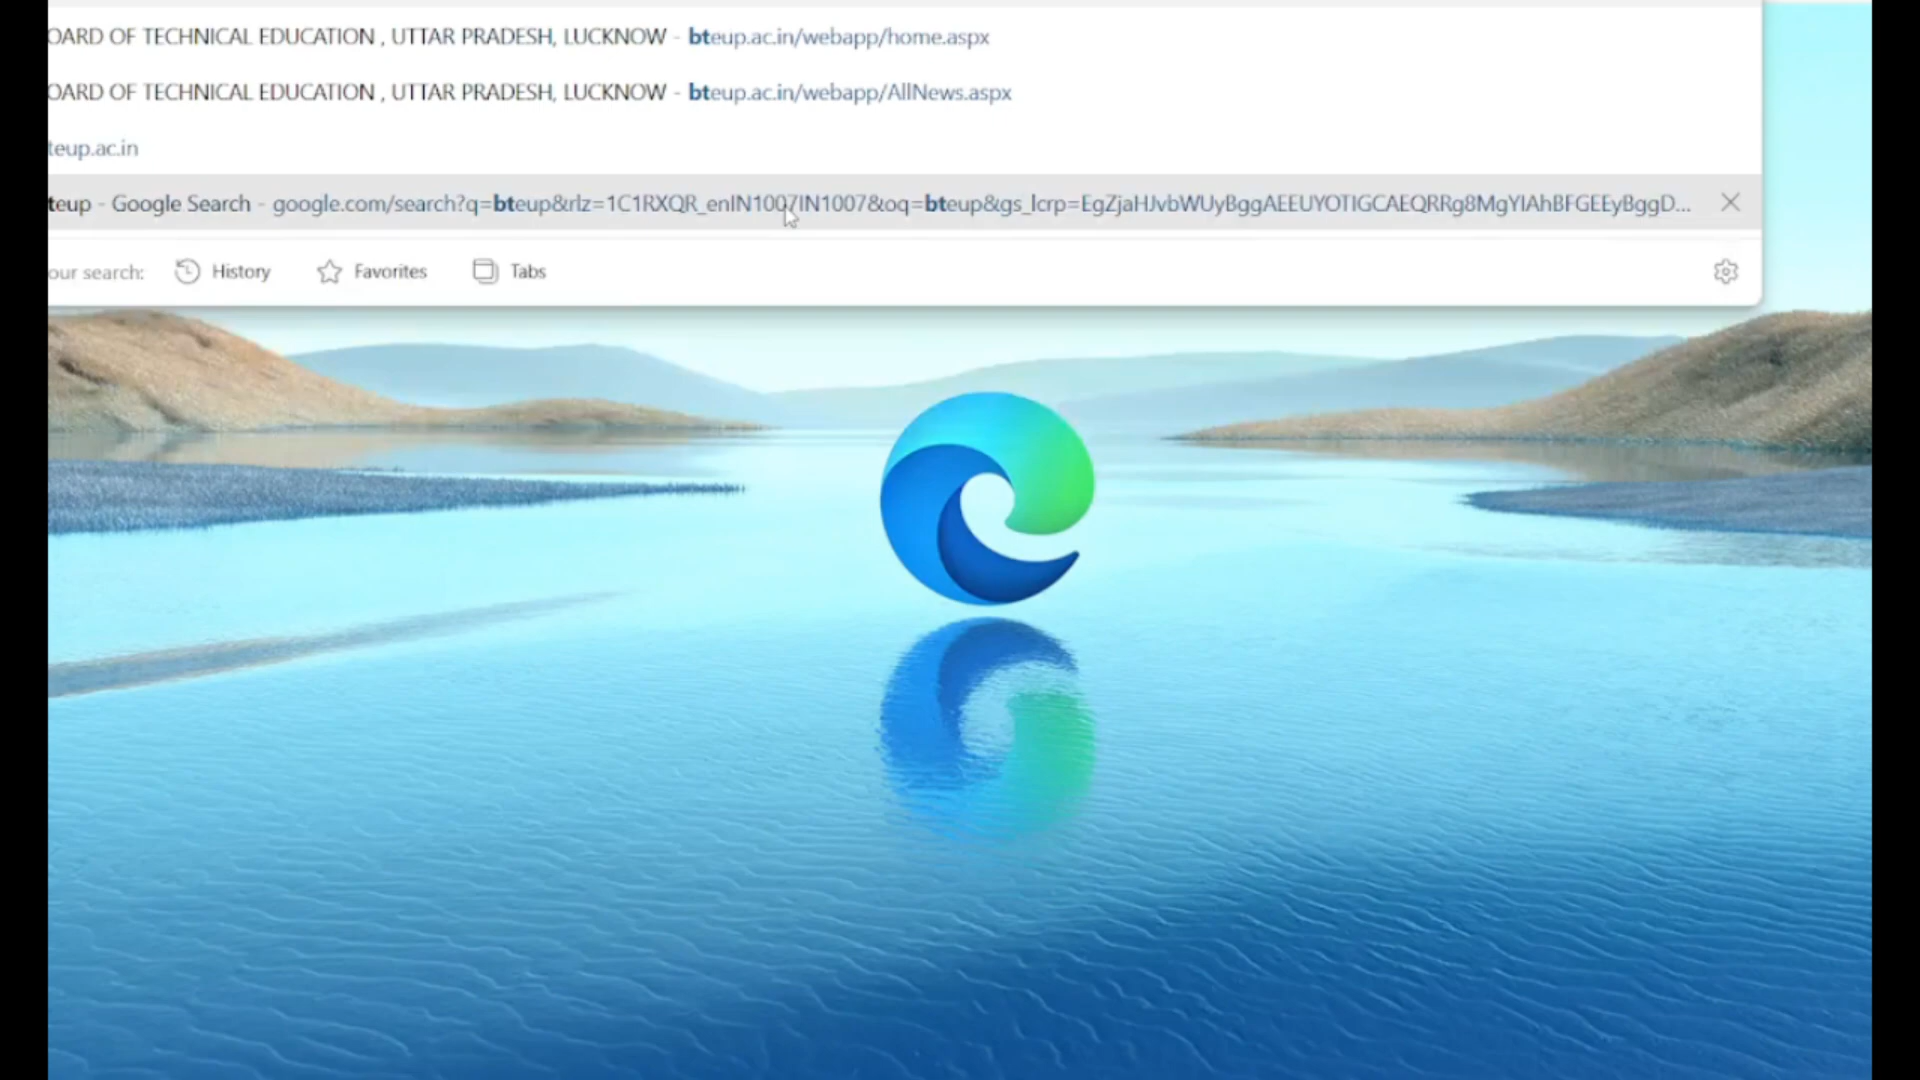 OARD OF TECHNICAL EDUCATION , UTTAR PRADESH, LUCKNOW - bteup.ac.in/webapp/home.aspx
OARD OF TECHNICAL EDUCATION , UTTAR PRADESH, LUCKNOW - bteup.ac.in/webapp/AllNews.aspx
teup.ac.in
teup - Google Search - google.com/search?q=bteup&rlz=1C1RXQR_enIN1007IN1007&oq=bteup&gs_lcrp=EgZjaHJvbWUyBggAEEUYOTIGCAEQRRg8MgYIAhBFGEEyBggD...
our search: History Favorites Tabs